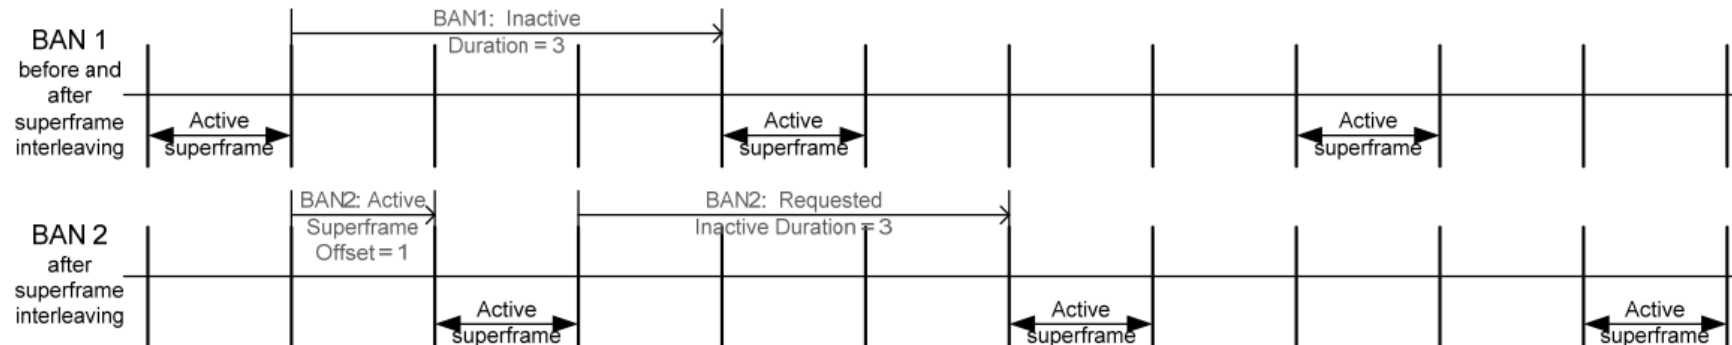 BAN1: Inactive
Duration = 3
BAN 1
before and
after
superframe
interleaving
Active
superframe
Active
superframe
Active
superframe
BAN2: Active
Superframe
Offset = 1
BAN2: Requested
Inactive Duration = 3
BAN 2
after
superframe
interleaving
Active
superframe
Active
superframe
Active
superframe